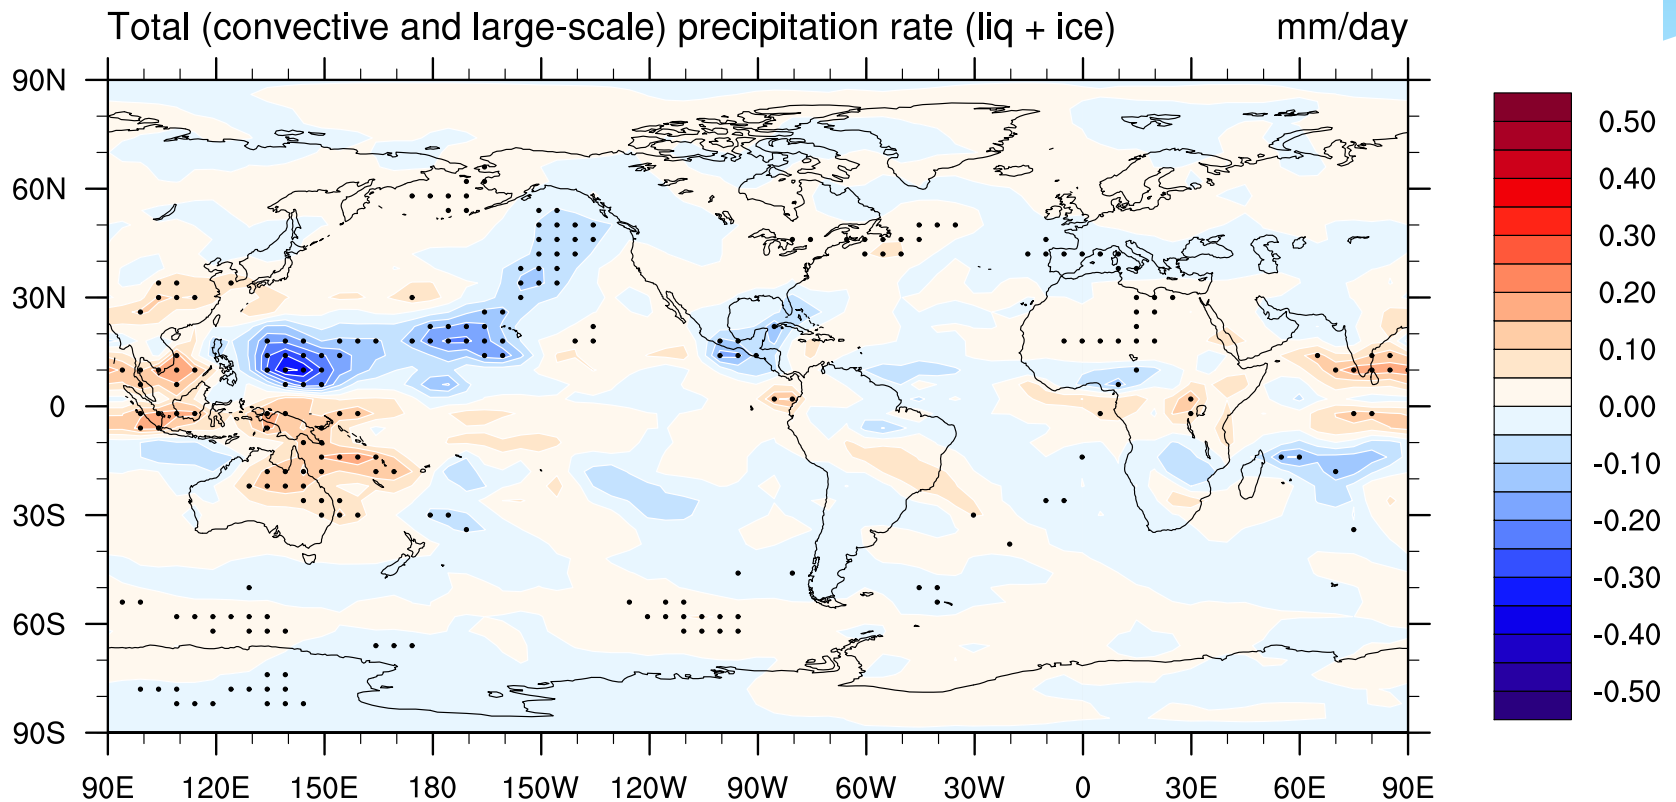 Total (convective and large-scale) precipitation rate (liq + ice) mm/day
90N
60N
30N
0
30S
60S
90S
90E 120E 150E 180 150W 120W 90W 60W 30W 0 30E 60E 90E
0.50
0.40
0.30
0.20
0.10
0.00
-0.10
-0.20
-0.30
-0.40
-0.50